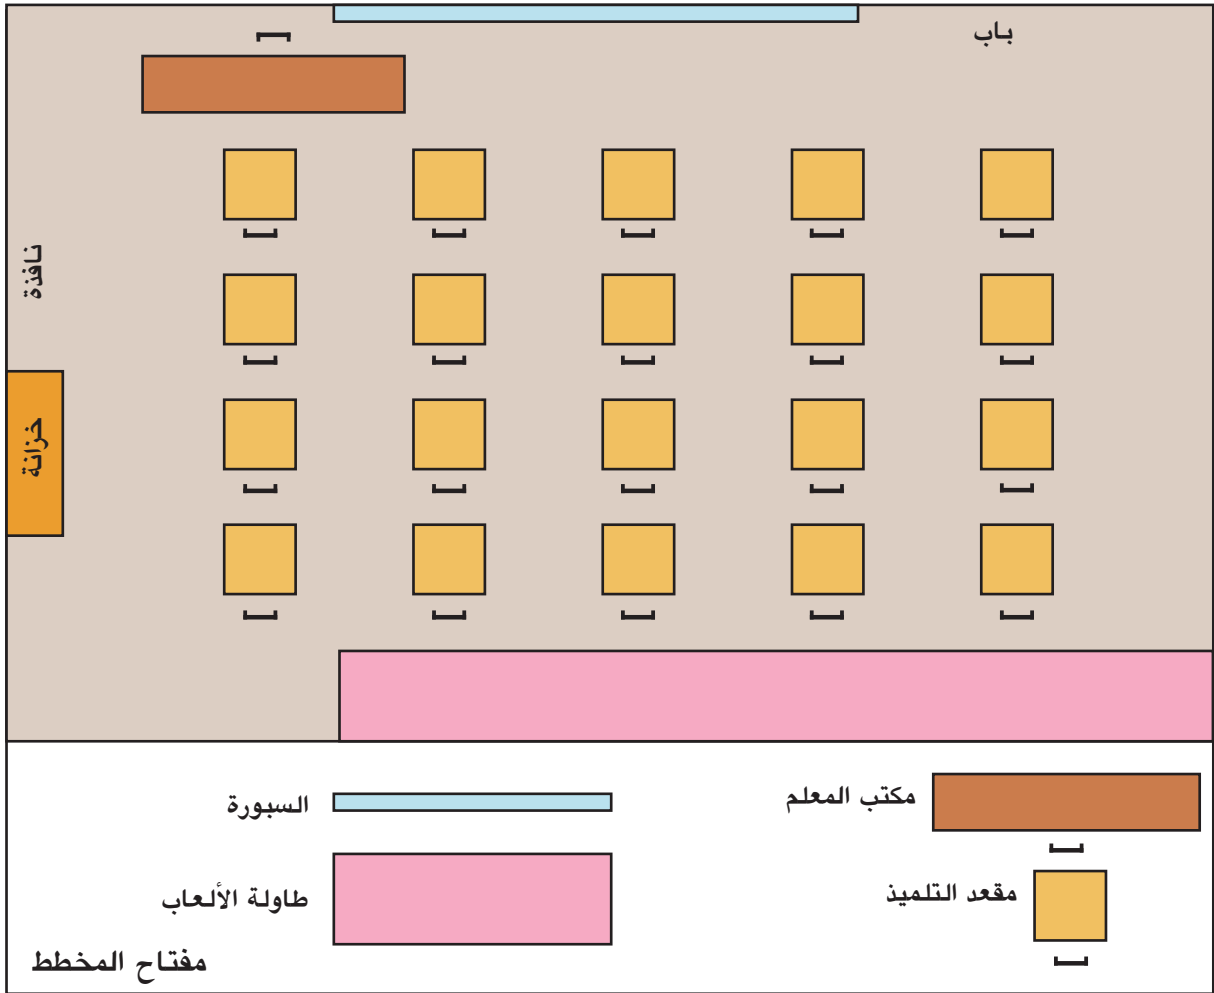 باب
نافذة
خزانة
مكتب المعلم
السبورة
مقعد التلميذ
طاولة الألعاب
مفتاح المخطط